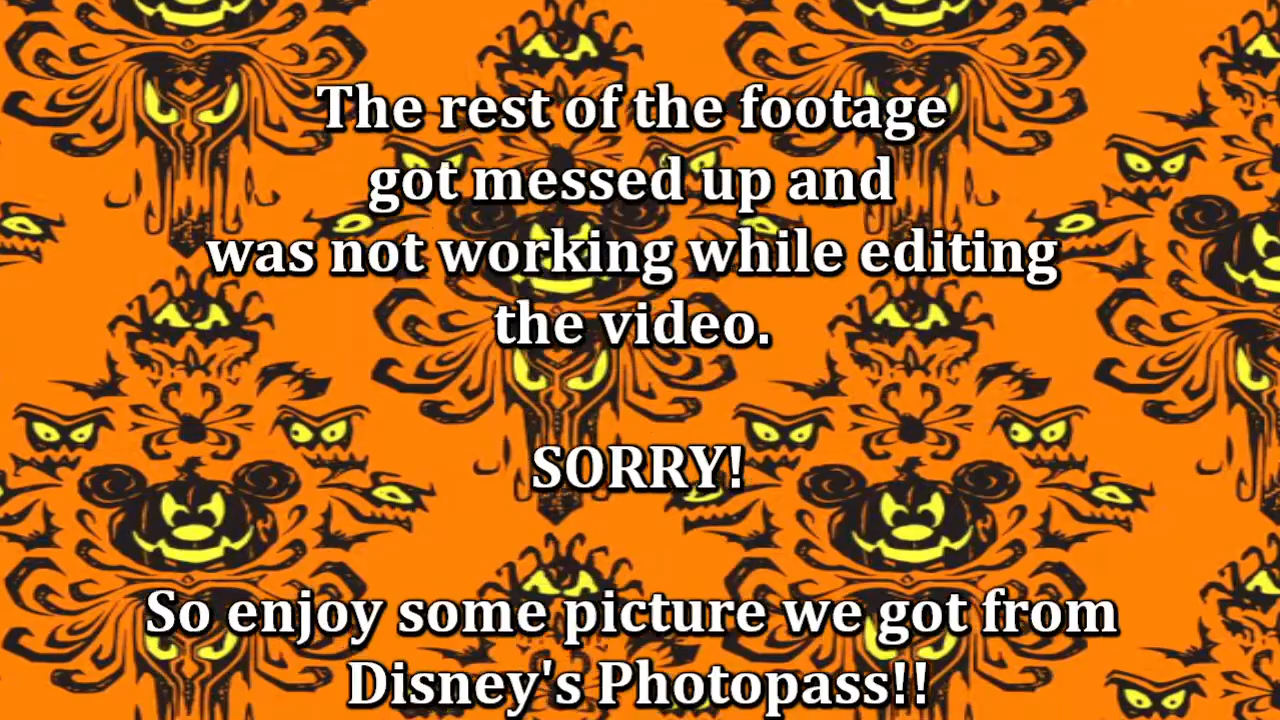 The rest of the footage
got messed up and
was not working while editing
the video.
SORRY!
So enjoy some picture we got from
Disney's Photopass!!